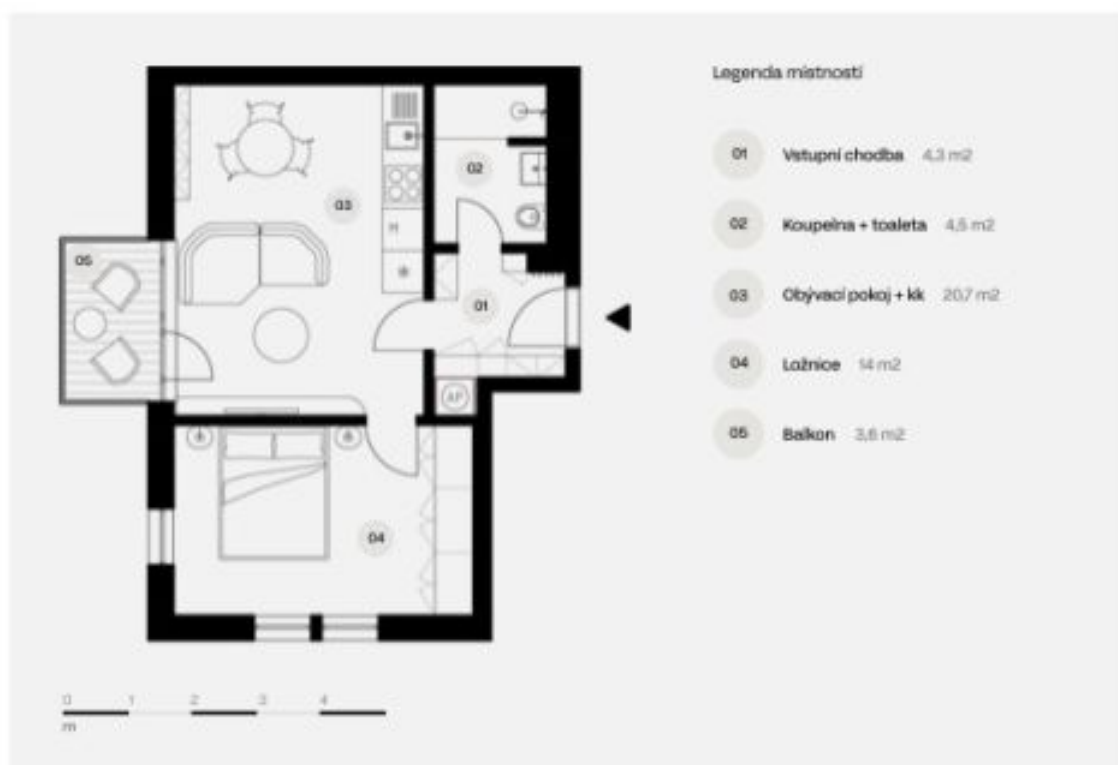 Legenda místností
01 Vstupní chodba 4,3 m2
02 Koupelna + toaleta 4,5 m2
03 Obývací pokoj + kk 20,7 m2
04 Ložnice 14 m2
05 Balkon 3,6 m2
02
03
M
05
01
AP
04
0 1 2 3 4
m